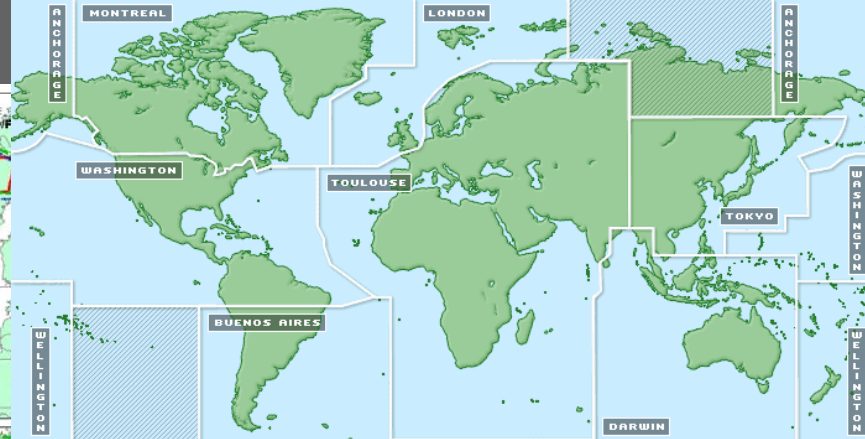 ANCHORAGE
MONTREAL
LONDON
ANCHORAGE
WASHINGTON
TOULOUSE
WASHINGTON
TOKYO
BUENOS AIRES
WELLINGTON
WELLINGTON
DARWIN